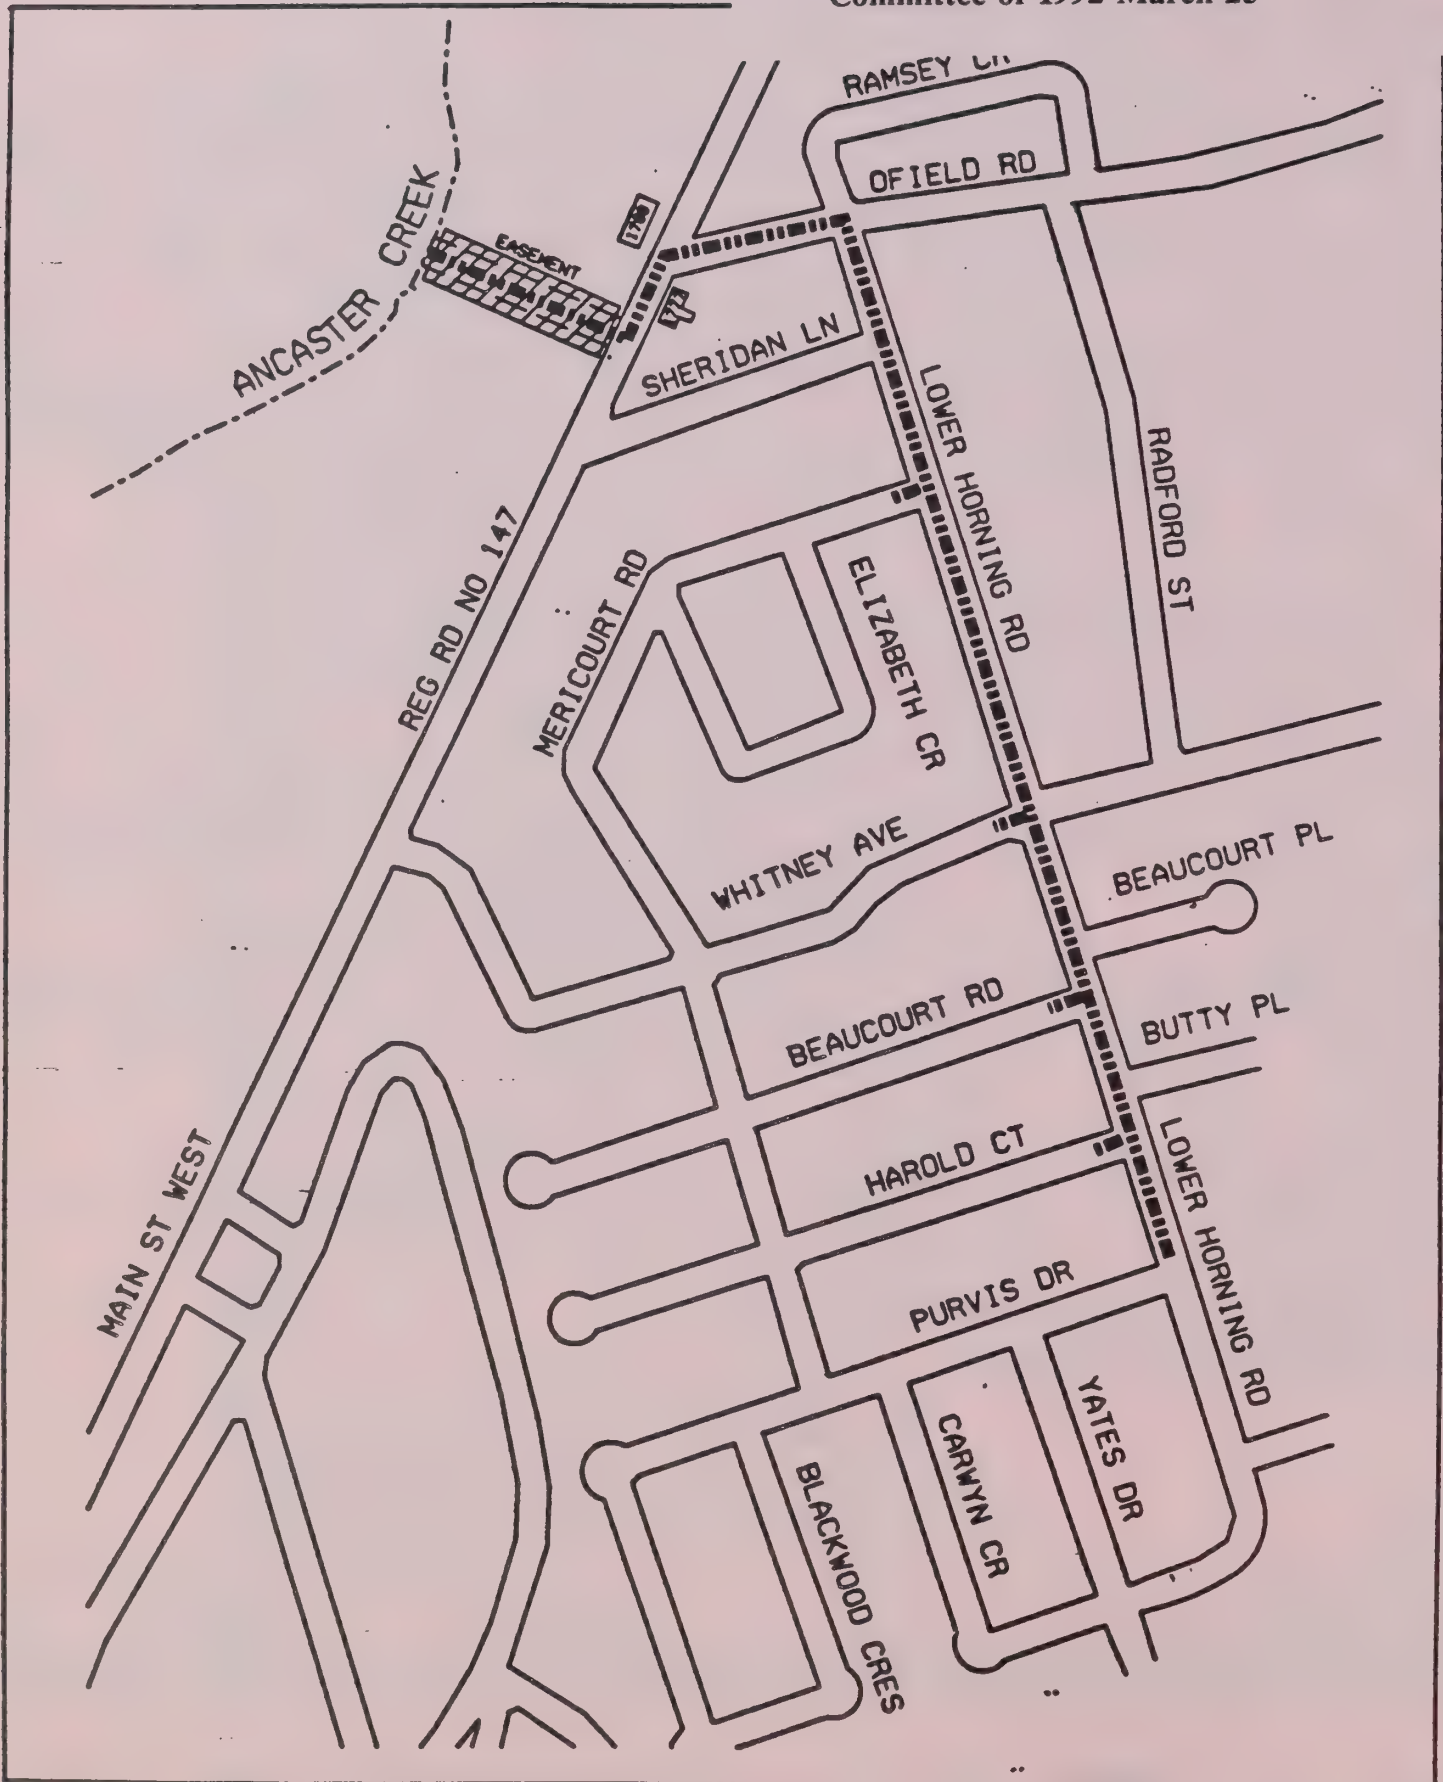 Committee of 1992 March 23
RAMSEY
OFIELD RD
ANCASTER CREEK
EASEMENT
SHERIDAN LN
LOWER HORNING RD
RADFORD ST
REG RD NO 147
MERICOURT RD
ELIZABETH CR
WHITNEY AVE
BEAUCOURT PL
BEAUCOURT RD
BUTTY PL
HAROLD CT
LOWER HORNING RD
MAIN ST WEST
PURVIS DR
YATES DR
CARWYN CR
BLACKWOOD CRES